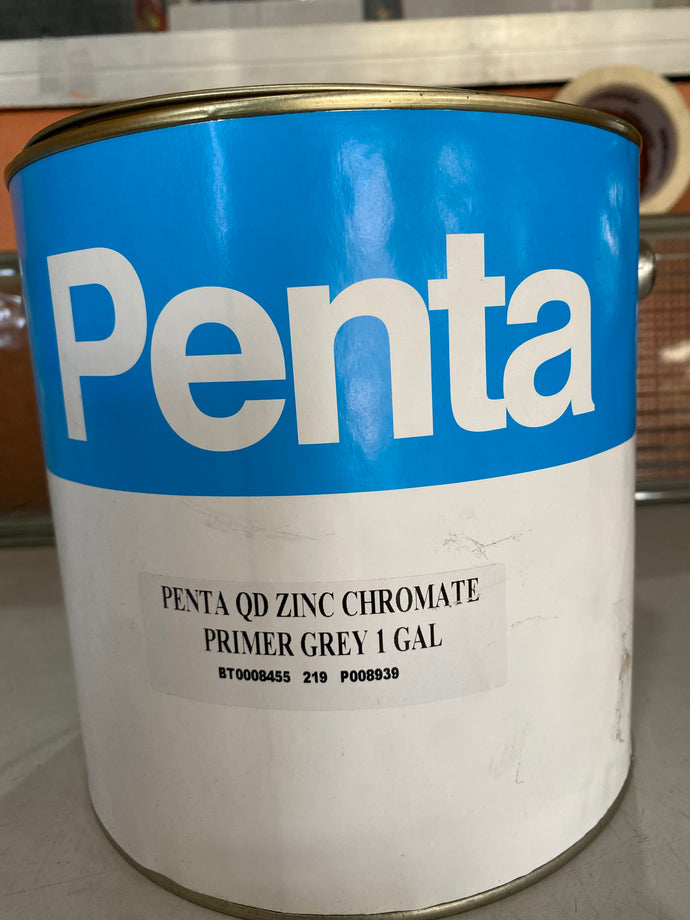 Penta
PENTA QD ZINC CHROMATE
PRIMER GREY 1 GAL
BT0008455 219 P008939